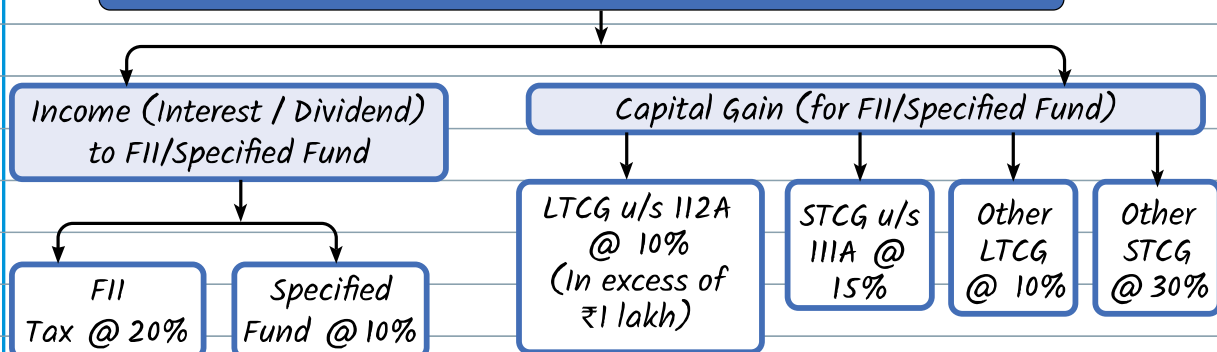 Income (Interest / Dividend)
to FII/Specified Fund
Capital Gain (for FII/Specified Fund)
FII
Tax @ 20%
Specified
Fund @ 10%
LTCG u/s 112A
@ 10%
(In excess of
₹1 lakh)
STCG u/s
111A @
15%
Other
LTCG
@ 10%
Other
STCG
@ 30%